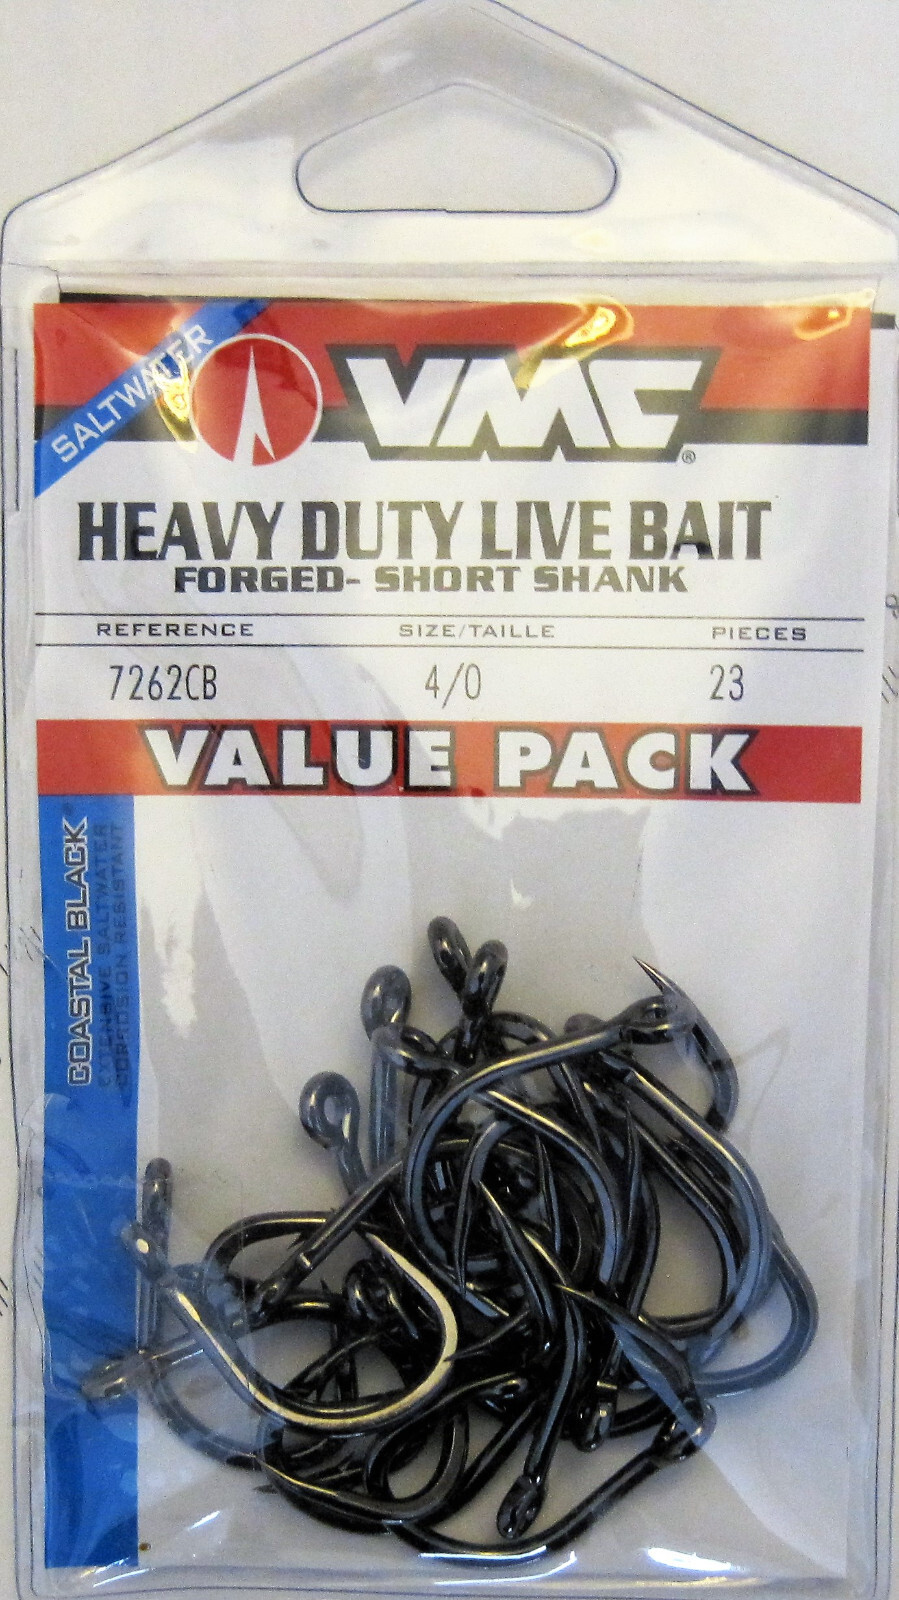 SALTWATER
VMC®
HEAVY DUTY LIVE BAIT
FORGED- SHORT SHANK
REFERENCE SIZE/TAILLE PIECES
7262CB 4/0 23
VALUE PACK
COASTAL BLACK
EXTENSIVE SALTWATER
CORROSION RESISTANT